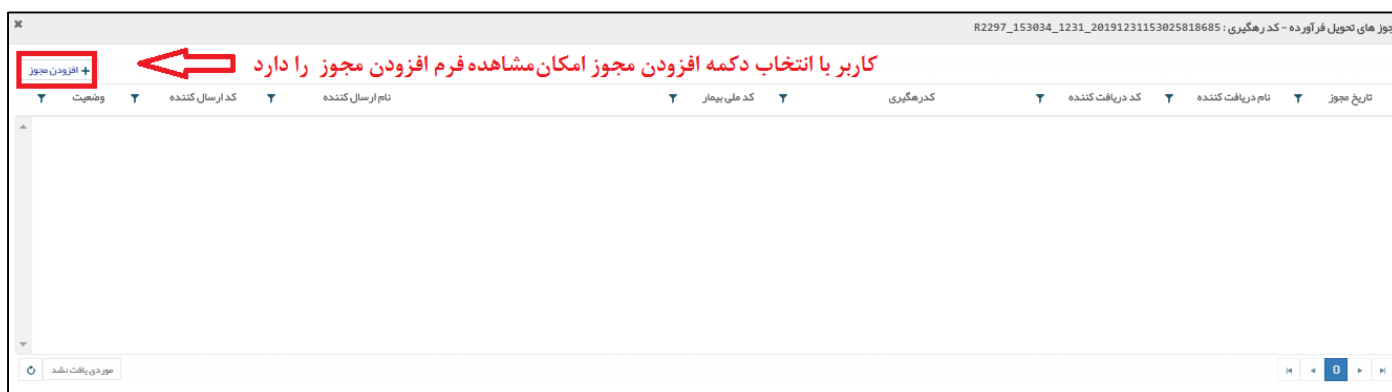 جوز های تحویل فرآورده - کد رهگیری : R2297_153034_1231_20191231153025818685
کاربر با انتخاب دکمه افزودن مجوز امکان مشاهده فرم افزودن مجوز را دارد
+ افزودن مجوز
تاریخ مجوز نام دریافت کننده کد دریافت کننده کدرهگیری کد ملی بیمار نام ارسال کننده کد ارسال کننده وضعیت
0
موردی یافت نشد